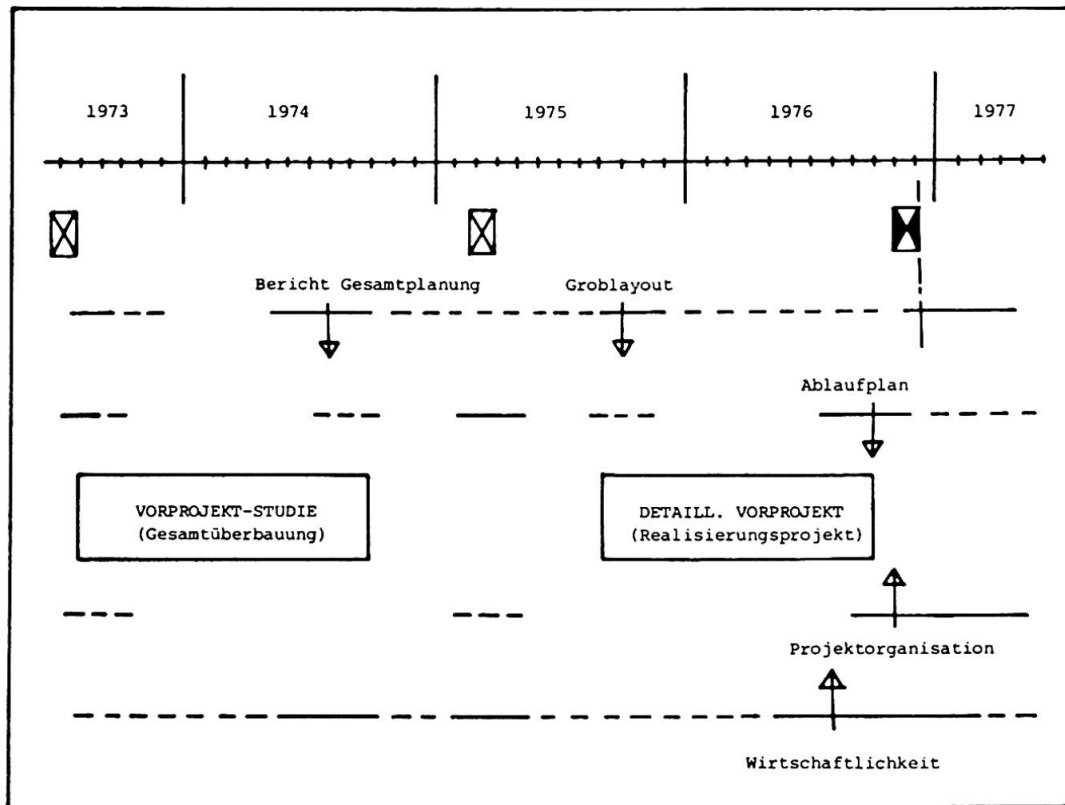 1973 1974 1975 1976 1977
Bericht Gesamtplanung Groblayout
Ablaufplan
VORPROJEKT-STUDIE
(Gesamtüberbauung)
DETAILL. VORPROJEKT
(Realisierungsprojekt)
Projektorganisation
Wirtschaftlichkeit